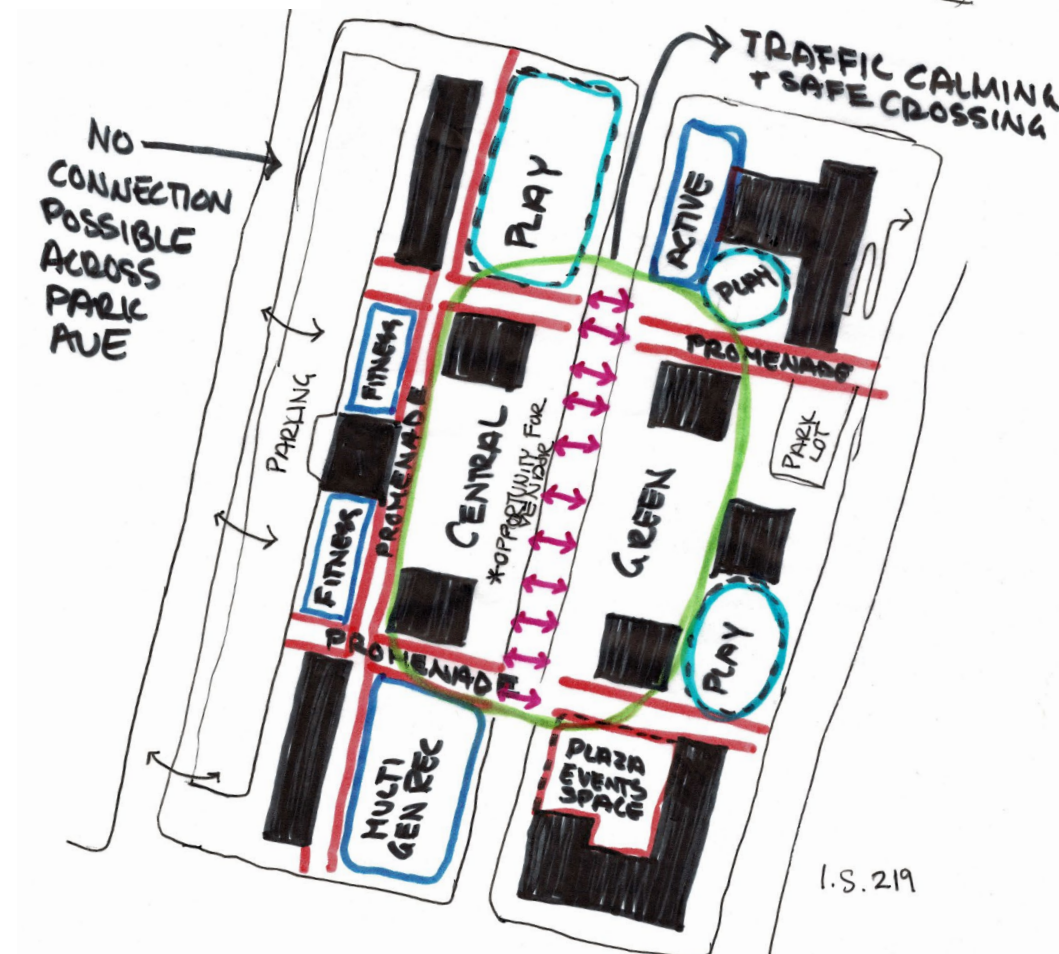 TRAFFIC CALMING
+ SAFE CROSSING
NO
CONNECTION
POSSIBLE
ACROSS
PARK
AVE
PLAY
ACTIVE
PLAY
PROMENADE
FITNESS
PARKING
PROMENADE
CENTRAL
*OPPORTUNITY FOR
GREEN
PARK
LOT
FITNESS
PROMENADE
PLAY
MULTI
GEN REC
PLAZA
EVENTS
SPACE
I.S. 219